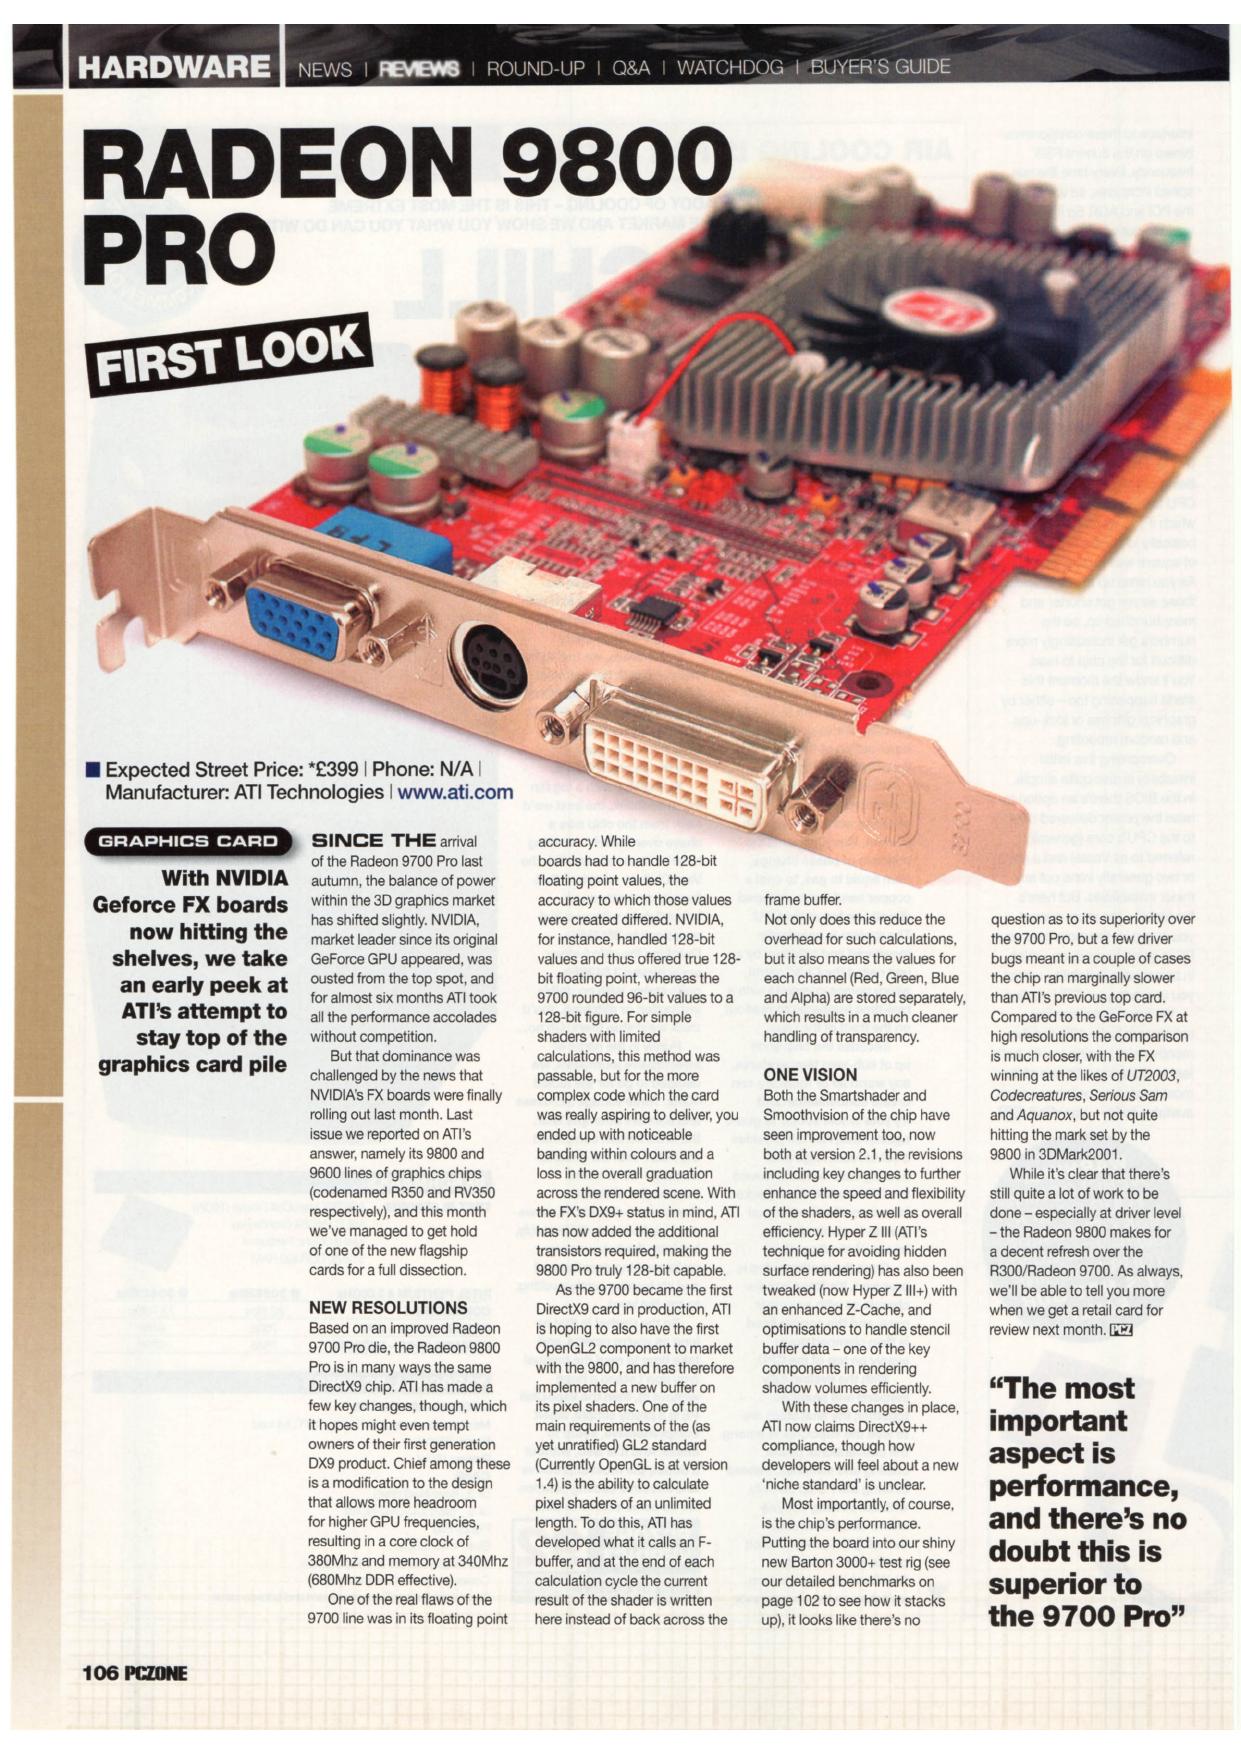 HARDWARE NEWS | REVIEWS | ROUND-UP | Q&A | WATCHDOG | BUYER'S GUIDE
RADEON 9800
PRO
FIRST LOOK
■ Expected Street Price: *£399 | Phone: N/A |
Manufacturer: ATI Technologies | www.ati.com
GRAPHICS CARD
With NVIDIA
Geforce FX boards
now hitting the
shelves, we take
an early peek at
ATI's attempt to
stay top of the
graphics card pile
SINCE THE arrival
of the Radeon 9700 Pro last
autumn, the balance of power
within the 3D graphics market
has shifted slightly. NVIDIA,
market leader since its original
GeForce GPU appeared, was
ousted from the top spot, and
for almost six months ATI took
all the performance accolades
without competition.
But that dominance was
challenged by the news that
NVIDIA's FX boards were finally
rolling out last month. Last
issue we reported on ATI's
answer, namely its 9800 and
9600 lines of graphics chips
(codenamed R350 and RV350
respectively), and this month
we've managed to get hold
of one of the new flagship
cards for a full dissection.
NEW RESOLUTIONS
Based on an improved Radeon
9700 Pro die, the Radeon 9800
Pro is in many ways the same
DirectX9 chip. ATI has made a
few key changes, though, which
it hopes might even tempt
owners of their first generation
DX9 product. Chief among these
is a modification to the design
that allows more headroom
for higher GPU frequencies,
resulting in a core clock of
380Mhz and memory at 340Mhz
(680Mhz DDR effective).
One of the real flaws of the
9700 line was in its floating point
accuracy. While
boards had to handle 128-bit
floating point values, the
accuracy to which those values
were created differed. NVIDIA,
for instance, handled 128-bit
values and thus offered true 128-
bit floating point, whereas the
9700 rounded 96-bit values to a
128-bit figure. For simple
shaders with limited
calculations, this method was
passable, but for the more
complex code which the card
was really aspiring to deliver, you
ended up with noticeable
banding within colours and a
loss in the overall graduation
across the rendered scene. With
the FX's DX9+ status in mind, ATI
has now added the additional
transistors required, making the
9800 Pro truly 128-bit capable.
As the 9700 became the first
DirectX9 card in production, ATI
is hoping to also have the first
OpenGL2 component to market
with the 9800, and has therefore
implemented a new buffer on
its pixel shaders. One of the
main requirements of the (as
yet unratified) GL2 standard
(Currently OpenGL is at version
1.4) is the ability to calculate
pixel shaders of an unlimited
length. To do this, ATI has
developed what it calls an F-
buffer, and at the end of each
calculation cycle the current
result of the shader is written
here instead of back across the
frame buffer.
Not only does this reduce the
overhead for such calculations,
but it also means the values for
each channel (Red, Green, Blue
and Alpha) are stored separately,
which results in a much cleaner
handling of transparency.
ONE VISION
Both the Smartshader and
Smoothvision of the chip have
seen improvement too, now
both at version 2.1, the revisions
including key changes to further
enhance the speed and flexibility
of the shaders, as well as overall
efficiency. Hyper Z III (ATI's
technique for avoiding hidden
surface rendering) has also been
tweaked (now Hyper Z III+) with
an enhanced Z-Cache, and
optimisations to handle stencil
buffer data – one of the key
components in rendering
shadow volumes efficiently.
With these changes in place,
ATI now claims DirectX9++
compliance, though how
developers will feel about a new
'niche standard' is unclear.
Most importantly, of course,
is the chip's performance.
Putting the board into our shiny
new Barton 3000+ test rig (see
our detailed benchmarks on
page 102 to see how it stacks
up), it looks like there's no
question as to its superiority over
the 9700 Pro, but a few driver
bugs meant in a couple of cases
the chip ran marginally slower
than ATI's previous top card.
Compared to the GeForce FX at
high resolutions the comparison
is much closer, with the FX
winning at the likes of UT2003,
Codecreatures, Serious Sam
and Aquanox, but not quite
hitting the mark set by the
9800 in 3DMark2001.
While it's clear that there's
still quite a lot of work to be
done – especially at driver level
– the Radeon 9800 makes for
a decent refresh over the
R300/Radeon 9700. As always,
we'll be able to tell you more
when we get a retail card for
review next month. PCZ
“The most
important
aspect is
performance,
and there's no
doubt this is
superior to
the 9700 Pro”
106 PCZONE